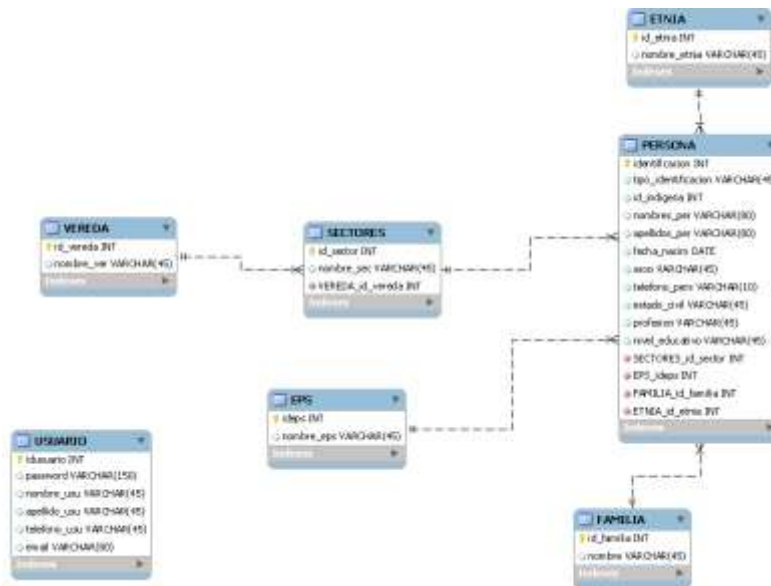 ETNIA
id_etnia INT
nombre_etnia VARCHAR(45)
Indexes
PERSONA
identificacion INT
tipo_identificacion VARCHAR(45
id_indigena INT
nombres_per VARCHAR(80)
apellidos_per VARCHAR(80)
fecha_nacim DATE
sexo VARCHAR(45)
telefono_pers VARCHAR(10)
estado_civil VARCHAR(45)
profesion VARCHAR(45)
nivel_educativo VARCHAR(45)
SECTORES_id_sector INT
EPS_ideps INT
FAMILIA_id_familia INT
ETNIA_id_etnia INT
Indexes
VEREDA
id_vereda INT
nombre_ver VARCHAR(45)
Indexes
SECTORES
id_sector INT
nombre_sec VARCHAR(45)
VEREDA_id_vereda INT
Indexes
EPS
ideps INT
nombre_eps VARCHAR(45)
Indexes
USUARIO
idusuario INT
password VARCHAR(150)
nombre_usu VARCHAR(45)
apellido_usu VARCHAR(45)
telefono_usu VARCHAR(45)
email VARCHAR(80)
Indexes
FAMILIA
id_familia INT
nombre VARCHAR(45)
Indexes